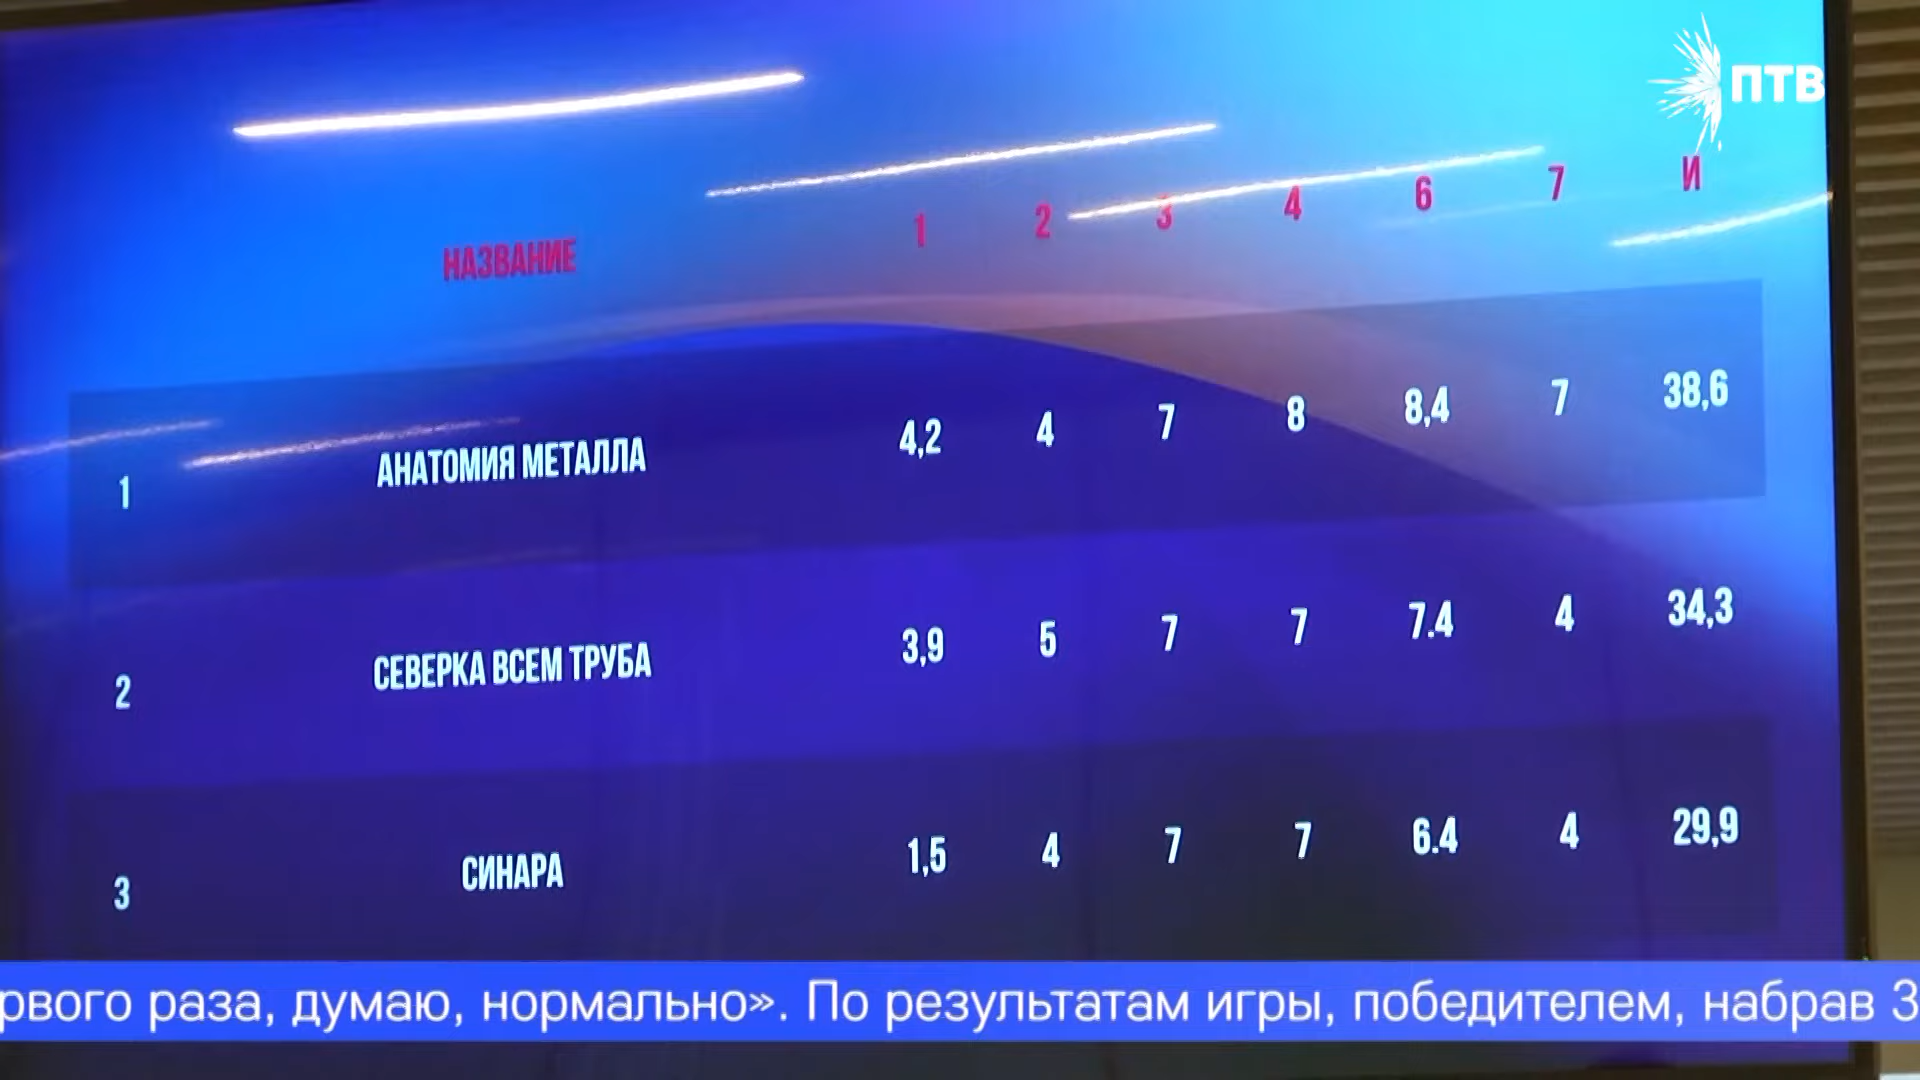 ПТВ
НАЗВАНИЕ 1 2 3 4 6 7 И
1 АНАТОМИЯ МЕТАЛЛА 4,2 4 7 8 8,4 7 38,6
2 СЕВЕРКА ВСЕМ ТРУБА 3,9 5 7 7 7.4 4 34,3
3 СИНАРА 1,5 4 7 7 6.4 4 29,9
рвого раза, думаю, нормально». По результатам игры, победителем, набрав 3